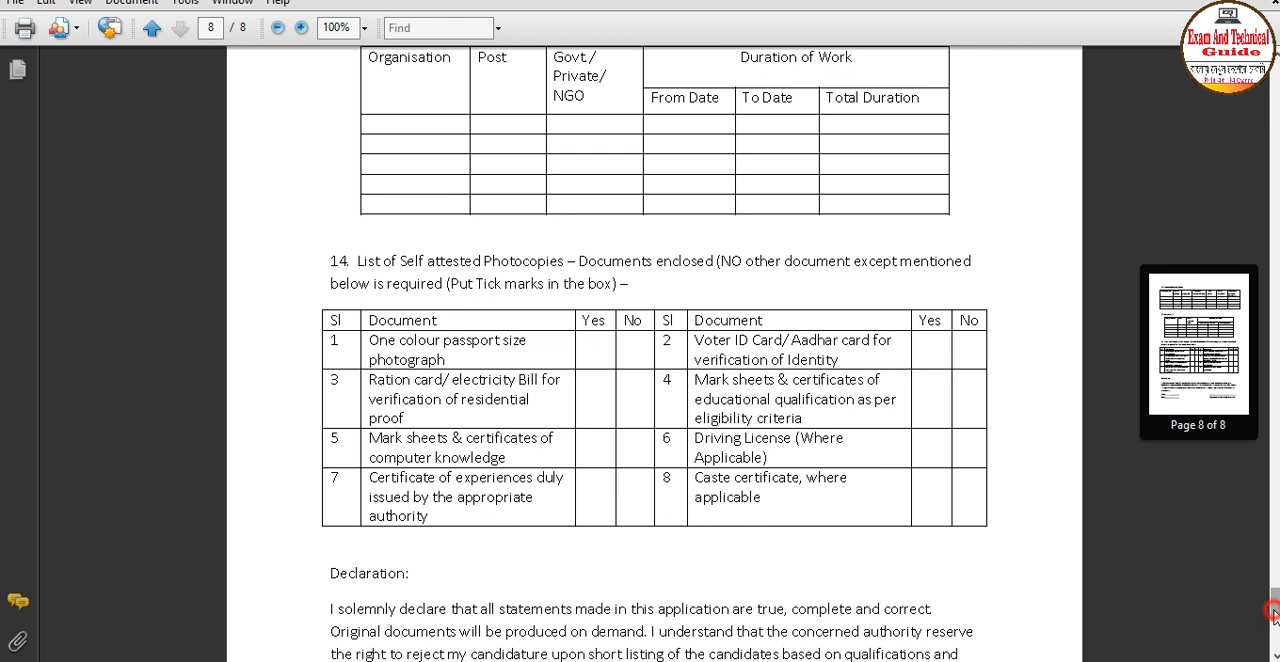 File Edit View Document Tools Window Help
8 / 8 100% Find
Exam And Technical
Guide
Organisation Post Govt./ Private/ NGO Duration of Work
From Date To Date Total Duration
14. List of Self attested Photocopies – Documents enclosed (NO other document except mentioned
below is required (Put Tick marks in the box) –
Sl Document Yes No Sl Document Yes No
1 One colour passport size 2 Voter ID Card/ Aadhar card for
photograph verification of Identity
3 Ration card/ electricity Bill for 4 Mark sheets & certificates of
verification of residential educational qualification as per
proof eligibility criteria
5 Mark sheets & certificates of 6 Driving License (Where
computer knowledge Applicable)
7 Certificate of experiences duly 8 Caste certificate, where
issued by the appropriate applicable
authority
Page 8 of 8
Declaration:
I solemnly declare that all statements made in this application are true, complete and correct.
Original documents will be produced on demand. I understand that the concerned authority reserve
the right to reject my candidature upon short listing of the candidates based on qualifications and